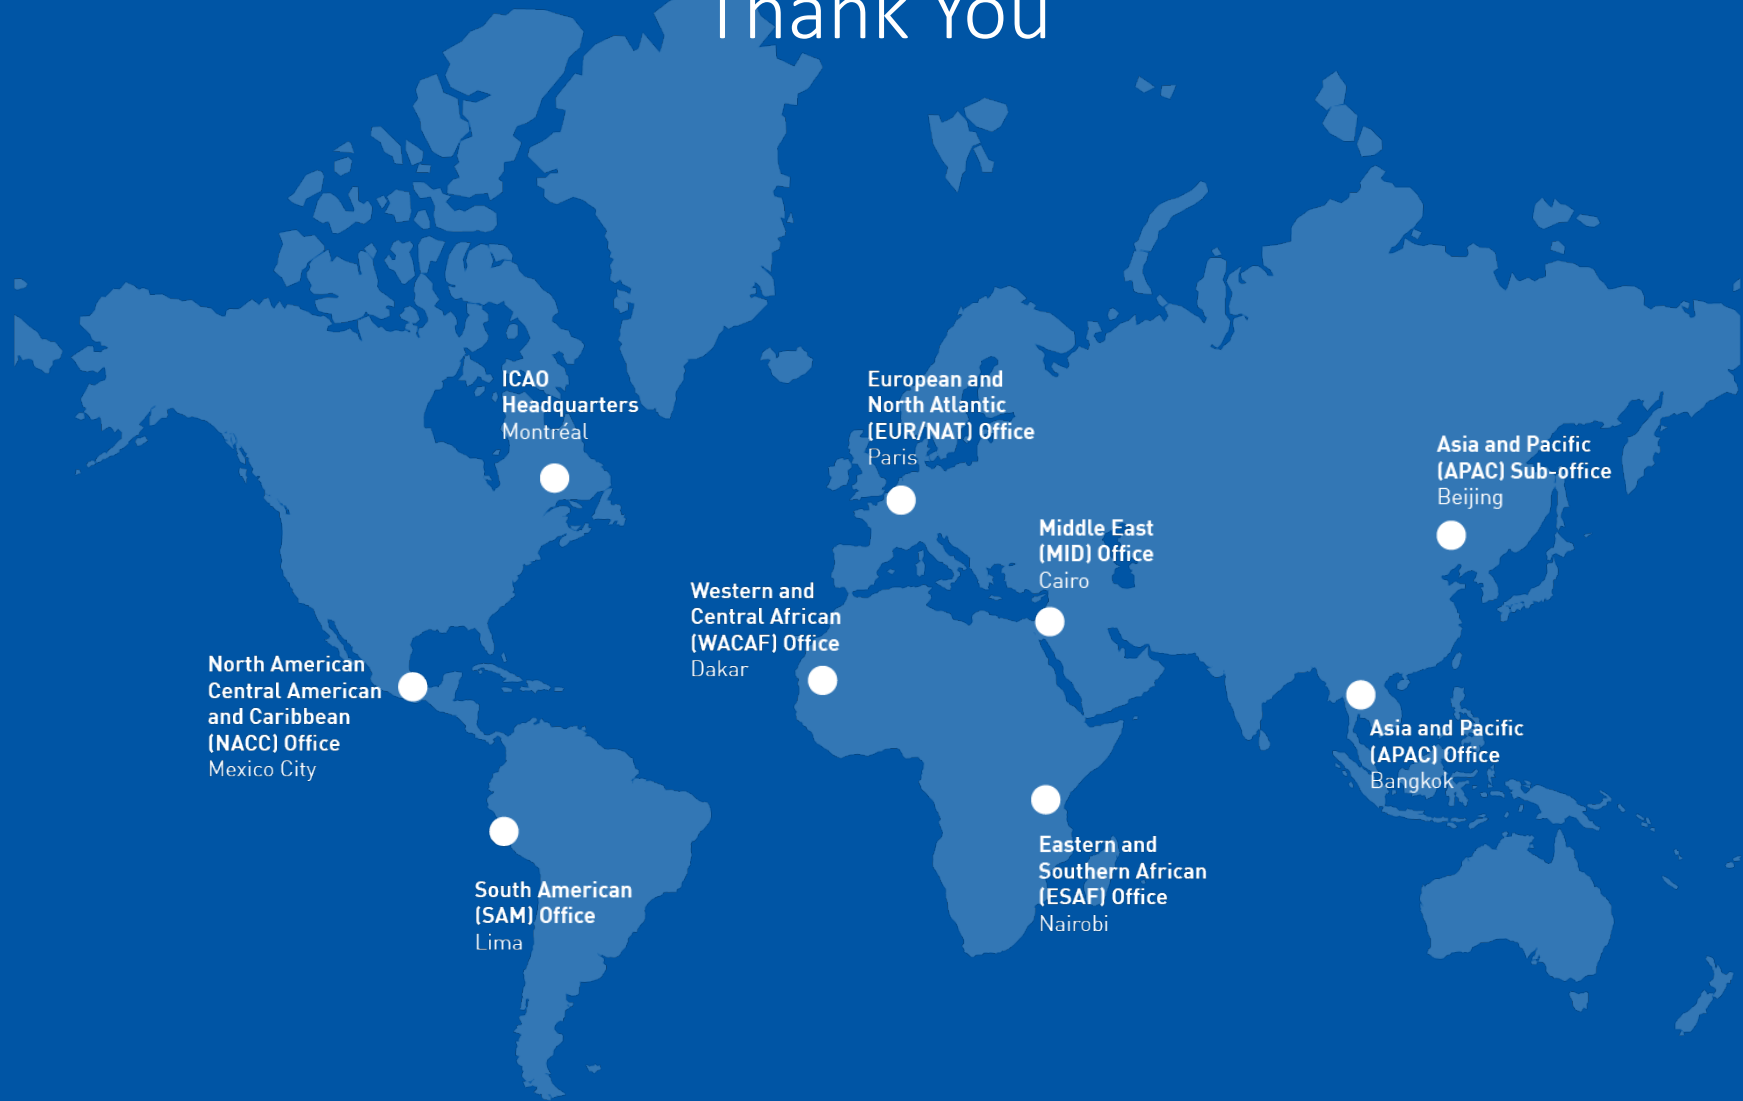 Thank You
ICAO
Headquarters
Montréal
European and
North Atlantic
(EUR/NAT) Office
Paris
Asia and Pacific
(APAC) Sub-office
Beijing
Middle East
(MID) Office
Cairo
Western and
Central African
(WACAF) Office
Dakar
North American
Central American
and Caribbean
(NACC) Office
Mexico City
Asia and Pacific
(APAC) Office
Bangkok
Eastern and
Southern African
(ESAF) Office
Nairobi
South American
(SAM) Office
Lima